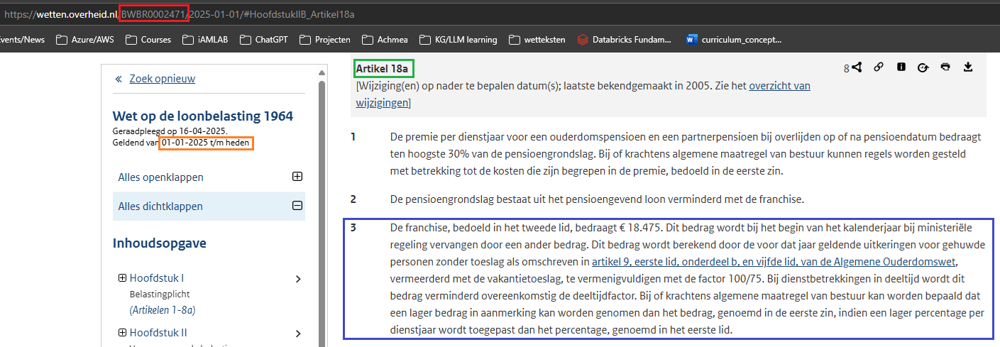 https://wetten.overheid.nl/BWBR0002471/2025-01-01/#HoofdstukIIB_Artikel18a
Events/News Azure/AWS Courses iAMLAB ChatGPT Projecten Achmea KG/LLM learning wetteksten Databricks Fundam... curriculum_concept...
Zoek opnieuw
Wet op de loonbelasting 1964
Geraadpleegd op 16-04-2025.
Geldend van 01-01-2025 t/m heden
Alles openklappen
Alles dichtklappen
Inhoudsopgave
Hoofdstuk I
Belastingplicht
(Artikelen 1-8a)
Hoofdstuk II
Artikel 18a
8
[Wijziging(en) op nader te bepalen datum(s); laatste bekendgemaakt in 2005. Zie het overzicht van
wijzigingen]
1 De premie per dienstjaar voor een ouderdomspensioen en een partnerpensioen bij overlijden op of na pensioendatum bedraagt
ten hoogste 30% van de pensioengrondslag. Bij of krachtens algemene maatregel van bestuur kunnen regels worden gesteld
met betrekking tot de kosten die zijn begrepen in de premie, bedoeld in de eerste zin.
2 De pensioengrondslag bestaat uit het pensioengevend loon verminderd met de franchise.
3 De franchise, bedoeld in het tweede lid, bedraagt € 18.475. Dit bedrag wordt bij het begin van het kalenderjaar bij ministeriële
regeling vervangen door een ander bedrag. Dit bedrag wordt berekend door de voor dat jaar geldende uitkeringen voor gehuwde
personen zonder toeslag als omschreven in artikel 9, eerste lid, onderdeel b, en vijfde lid, van de Algemene Ouderdomswet,
vermeerderd met de vakantietoeslag, te vermenigvuldigen met de factor 100/75. Bij dienstbetrekkingen in deeltijd wordt dit
bedrag verminderd overeenkomstig de deeltijdfactor. Bij of krachtens algemene maatregel van bestuur kan worden bepaald dat
een lager bedrag in aanmerking kan worden genomen dan het bedrag, genoemd in de eerste zin, indien een lager percentage per
dienstjaar wordt toegepast dan het percentage, genoemd in het eerste lid.